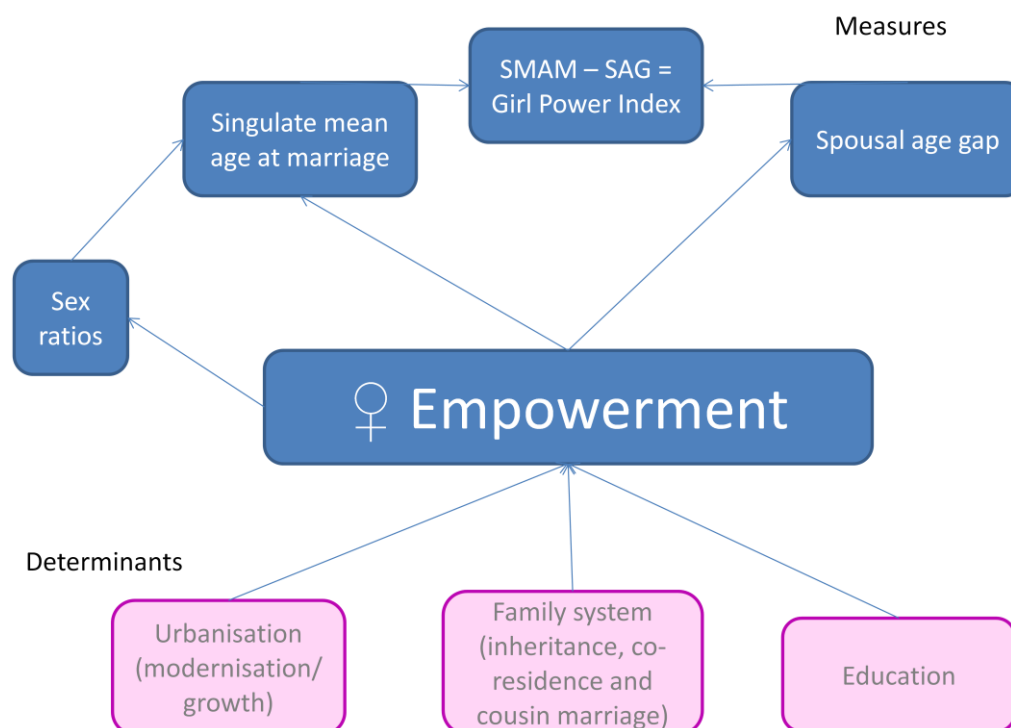 Measures
SMAM – SAG =
Girl Power Index
Singulate mean
age at marriage
Spousal age gap
Sex
ratios
♀ Empowerment
Determinants
Urbanisation
(modernisation/
growth)
Family system
(inheritance, co-
residence and
cousin marriage)
Education